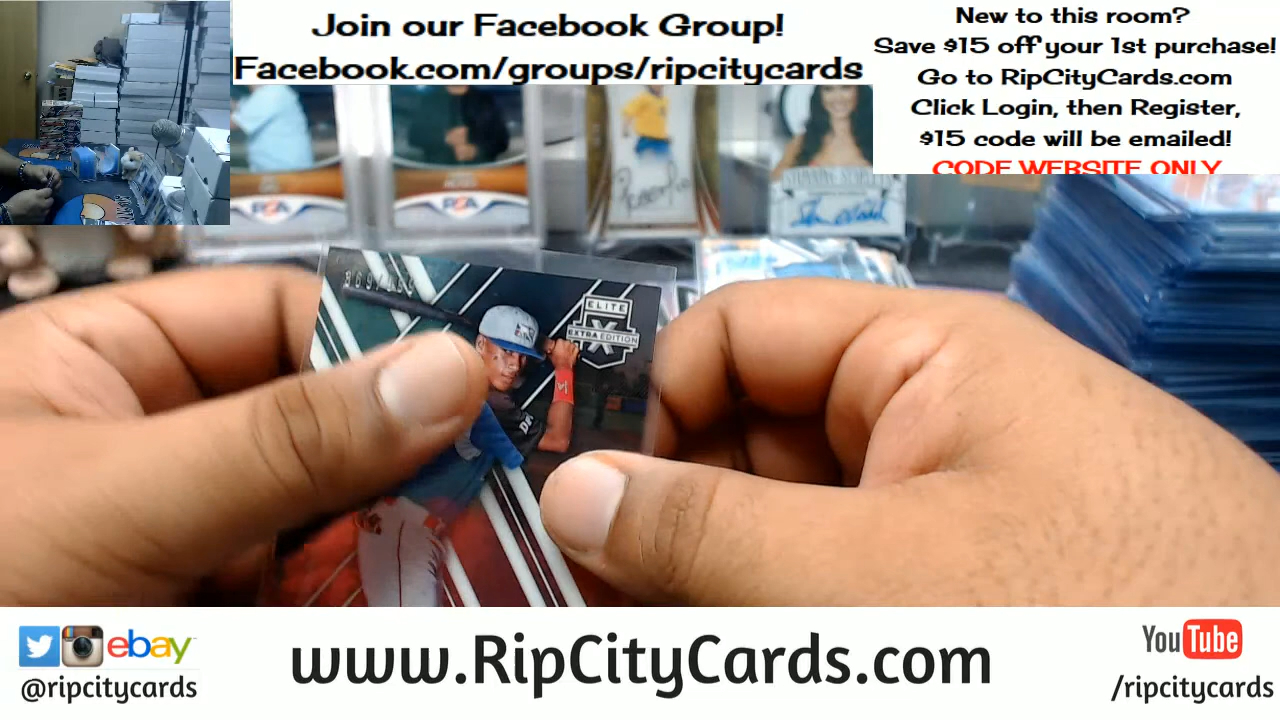 Join our Facebook Group!
Facebook.com/groups/ripcitycards
New to this room?
Save $15 off your 1st purchase!
Go to RipCityCards.com
Click Login, then Register,
$15 code will be emailed!
CODE WEBSITE ONLY
ELITE
EXTRA EDITION
ebay
@ripcitycards
www.RipCityCards.com
YouTube
/ripcitycards